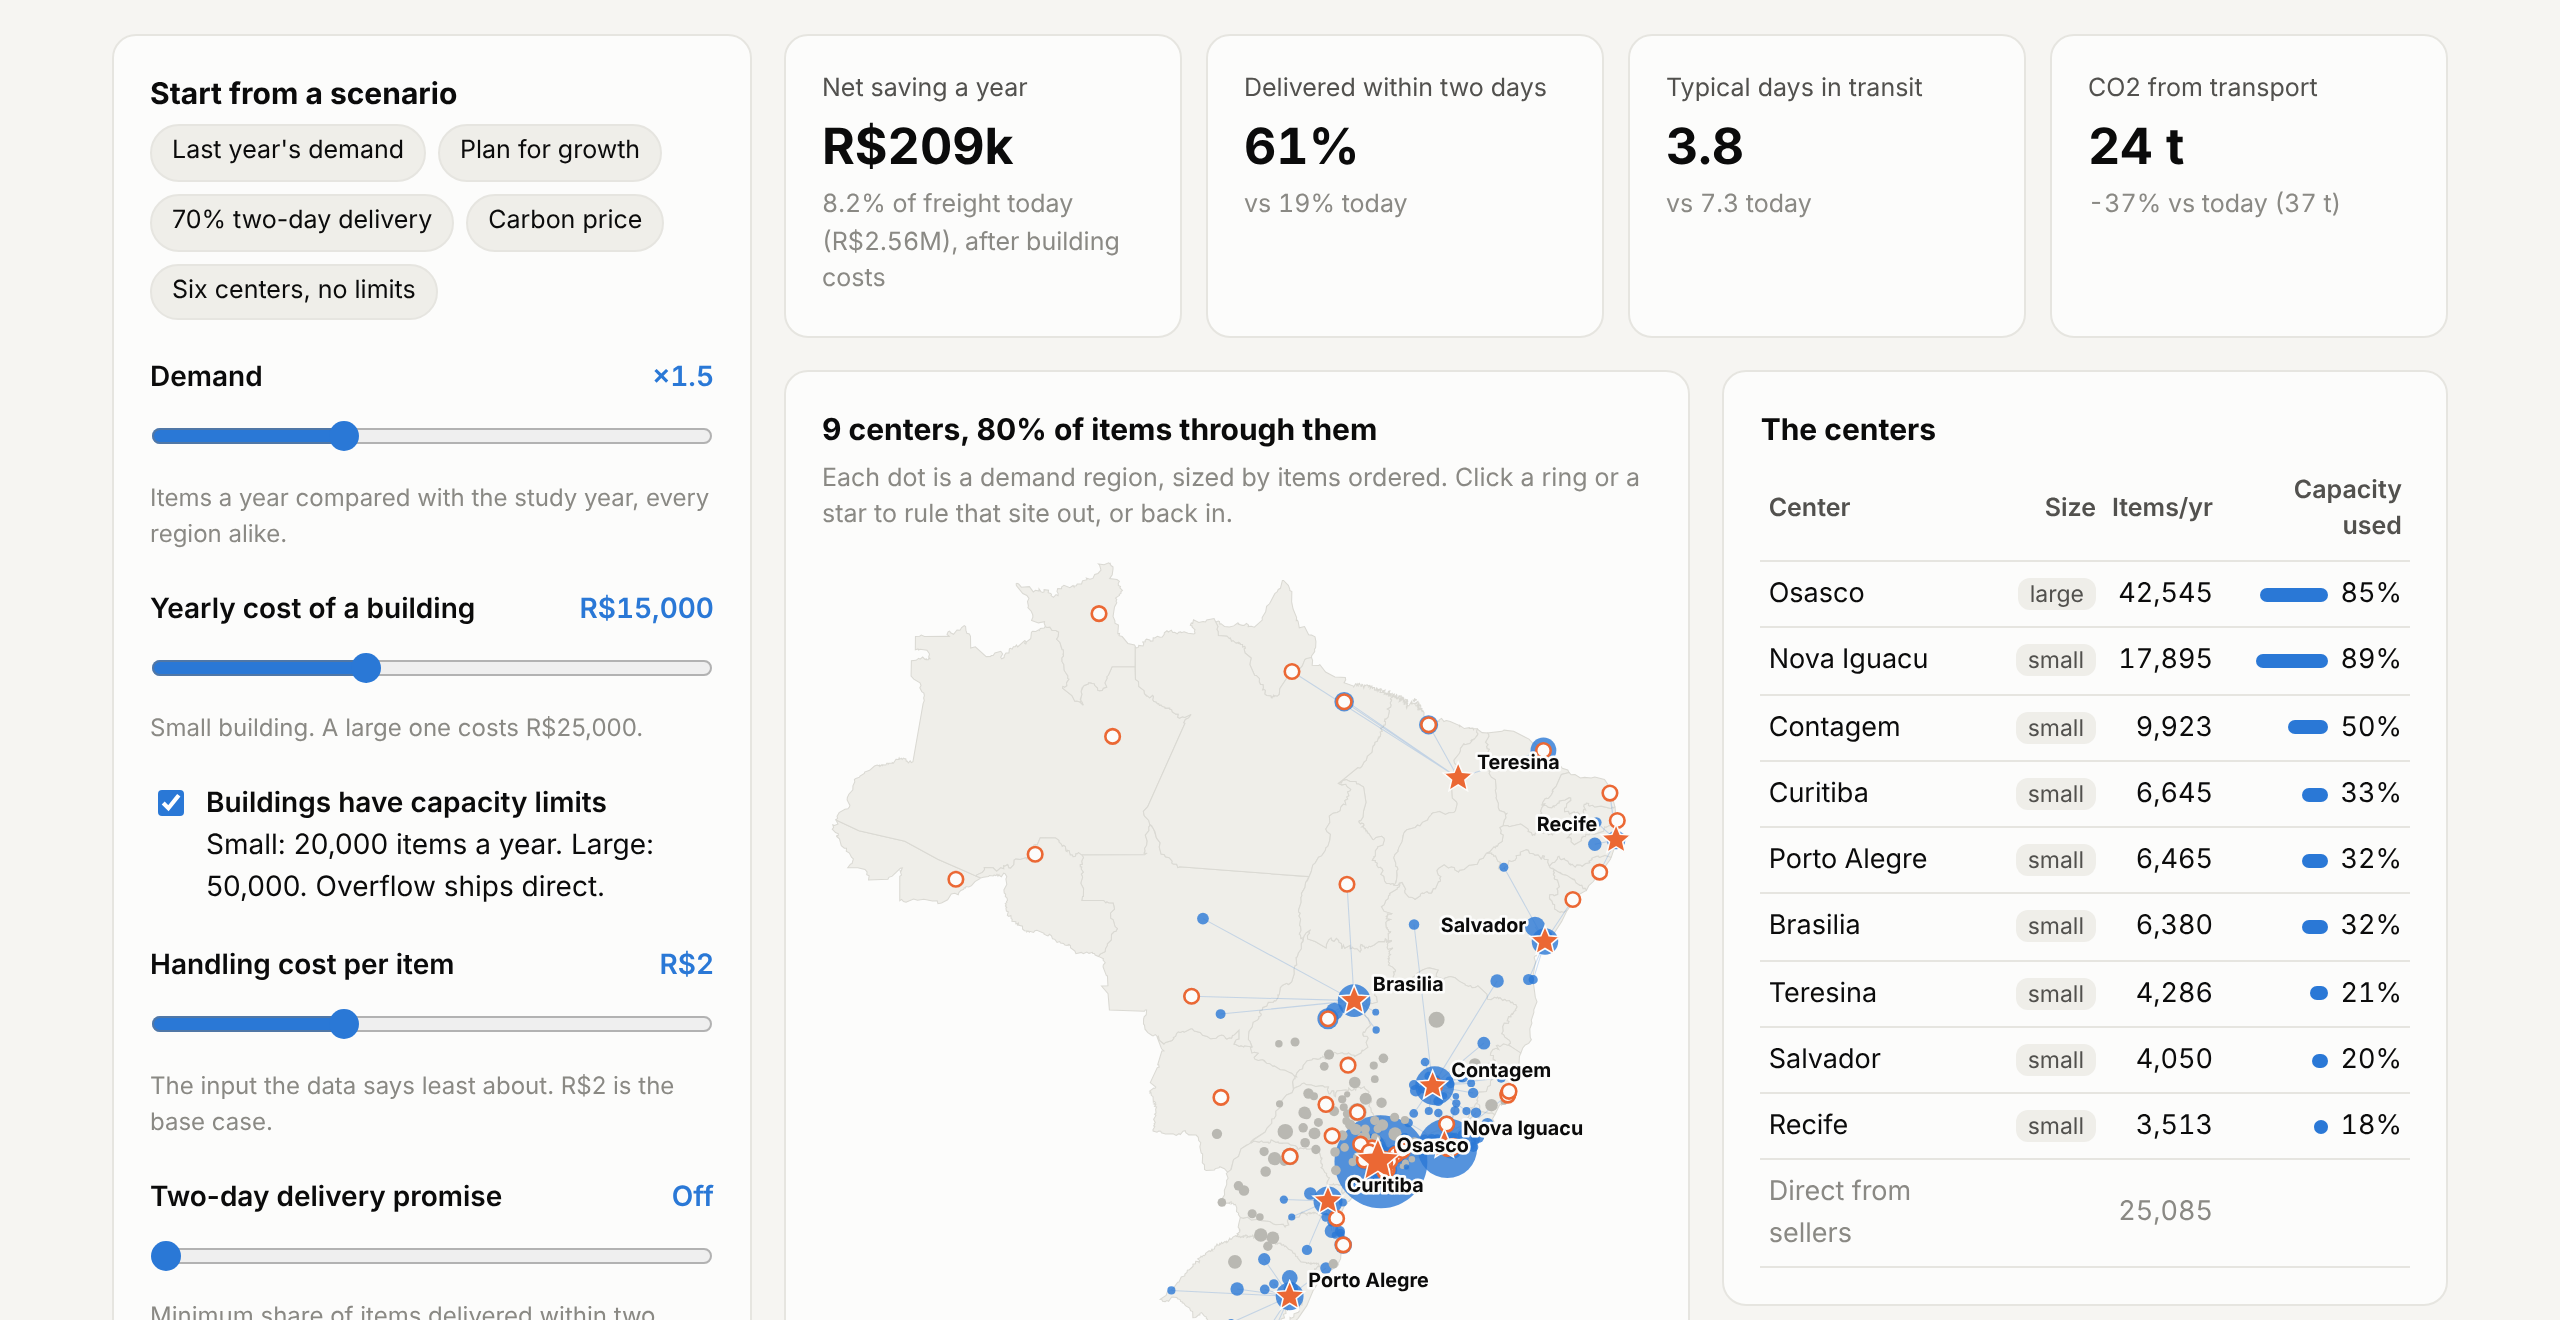 Start from a scenario
Last year's demand
Plan for growth
70% two-day delivery
Carbon price
Six centers, no limits
Demand
×1.5
Items a year compared with the study year, every
region alike.
Yearly cost of a building
R$15,000
Small building. A large one costs R$25,000.
Buildings have capacity limits
Small: 20,000 items a year. Large:
50,000. Overflow ships direct.
Handling cost per item
R$2
The input the data says least about. R$2 is the
base case.
Two-day delivery promise
Off
Minimum share of items delivered within two
Net saving a year
R$209k
8.2% of freight today
(R$2.56M), after building
costs
Delivered within two days
61%
vs 19% today
Typical days in transit
3.8
vs 7.3 today
CO2 from transport
24 t
-37% vs today (37 t)
9 centers, 80% of items through them
Each dot is a demand region, sized by items ordered. Click a ring or a
star to rule that site out, or back in.
Teresina
Recife
Salvador
Brasilia
Contagem
Nova Iguacu
Osasco
Curitiba
Porto Alegre
The centers
Center Size Items/yr Capacity
used
Osasco large 42,545 85%
Nova Iguacu small 17,895 89%
Contagem small 9,923 50%
Curitiba small 6,645 33%
Porto Alegre small 6,465 32%
Brasilia small 6,380 32%
Teresina small 4,286 21%
Salvador small 4,050 20%
Recife small 3,513 18%
Direct from
sellers 25,085